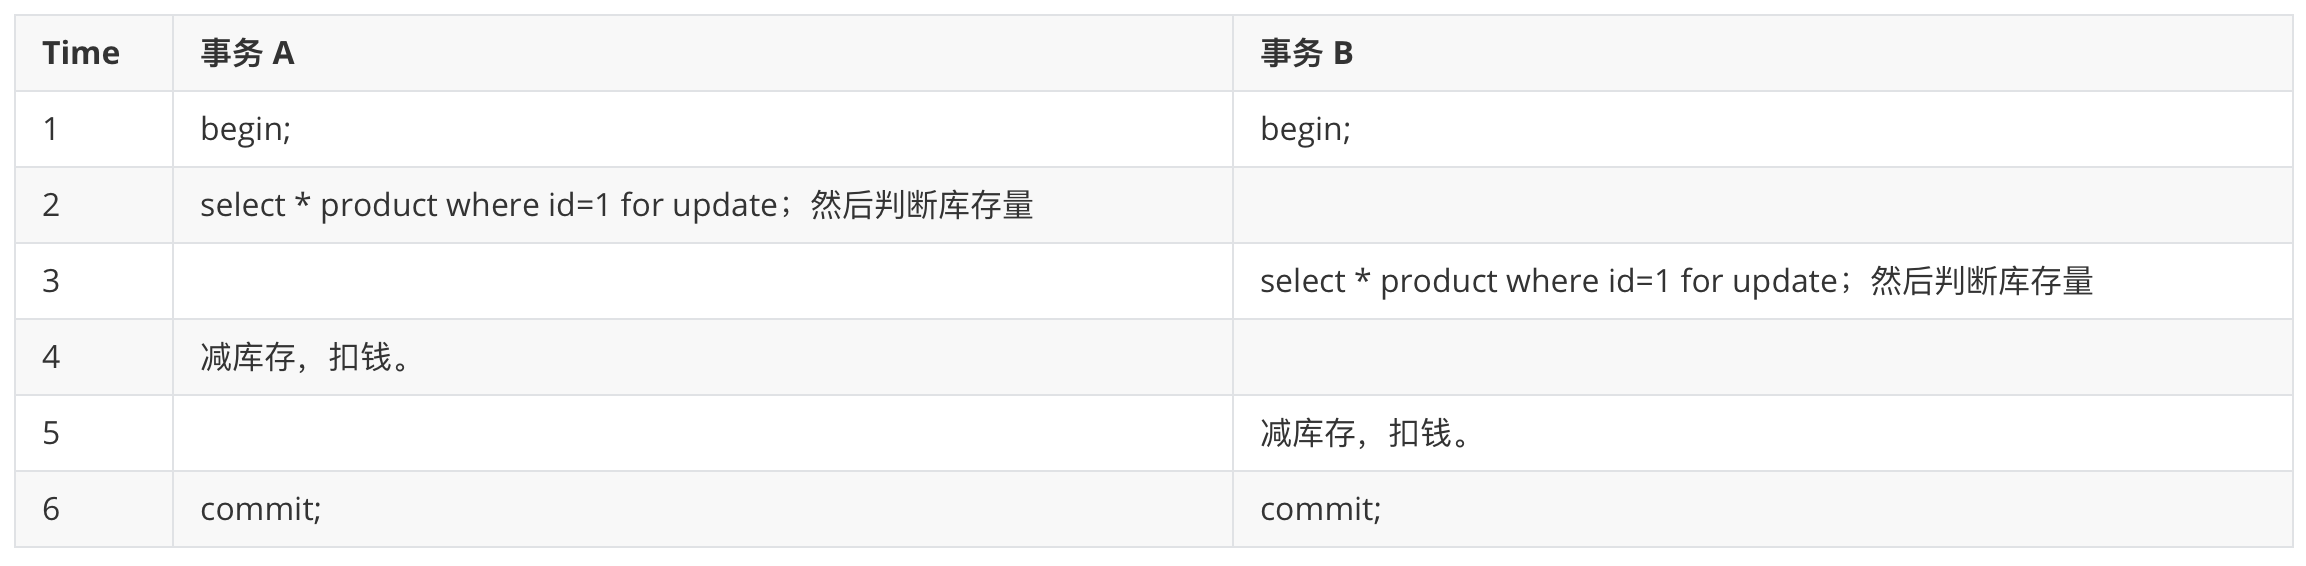 Time 事务 A 事务 B
1 begin; begin;
2 select * product where id=1 for update；然后判断库存量
3 select * product where id=1 for update；然后判断库存量
4 减库存，扣钱。
5 减库存，扣钱。
6 commit; commit;